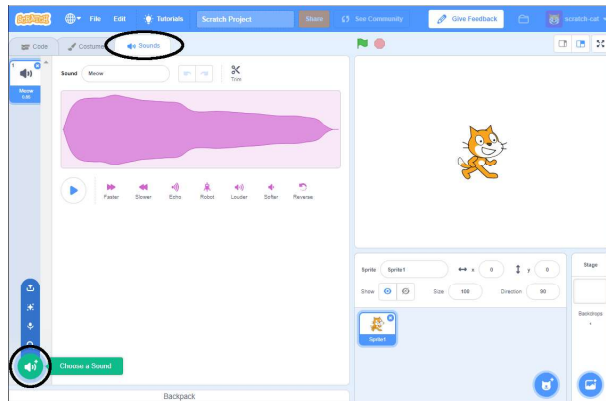 SCRATCH File Edit Tutorials Scratch Project Share See Community Give Feedback scratch-cat
Code Costumes Sounds
1
Meow
Sound Meow
Trim
Faster Slower Echo Robot Louder Softer Reverse
Choose a Sound
Backpack
Sprite Sprite1 x 0 y 0
Show Size 100 Direction 90
Sprite1
Stage
Backdrops